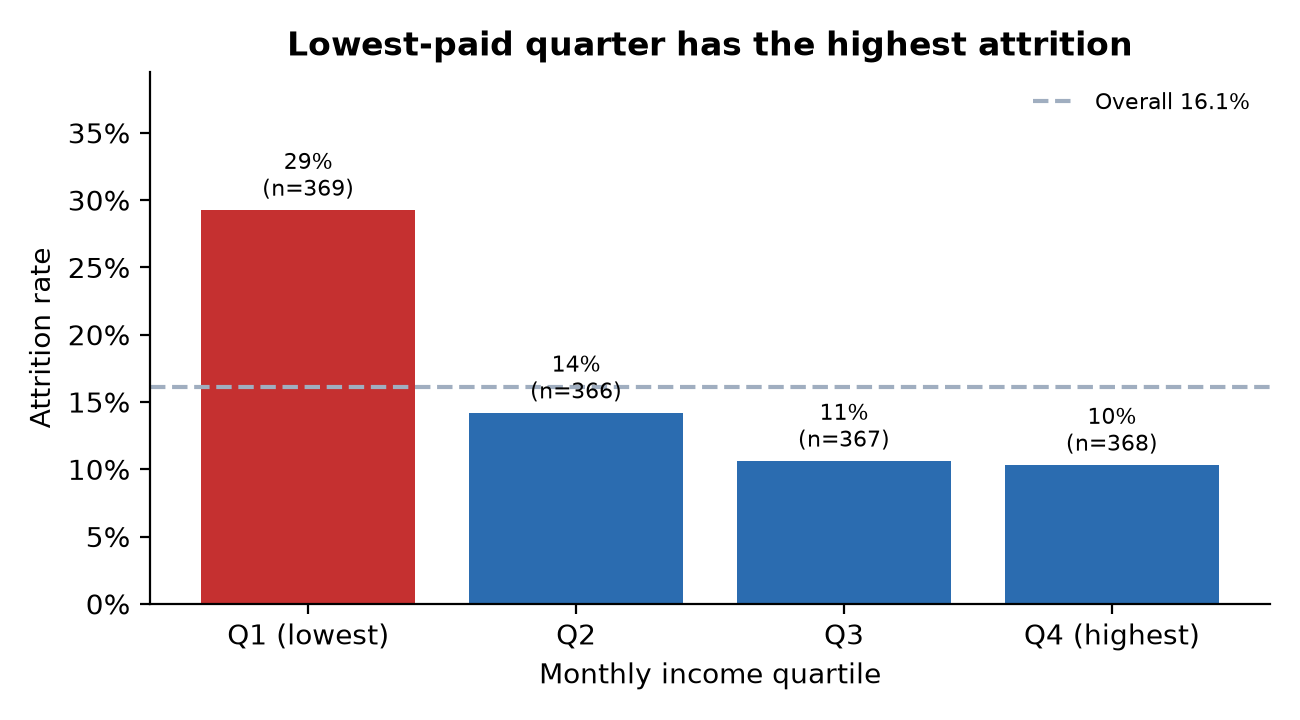 Lowest-paid quarter has the highest attrition
Overall 16.1%
Attrition rate
35%
30%
25%
20%
15%
10%
5%
0%
29%
(n=369)
14%
(n=366)
11%
(n=367)
10%
(n=368)
Q1 (lowest)
Q2
Q3
Q4 (highest)
Monthly income quartile